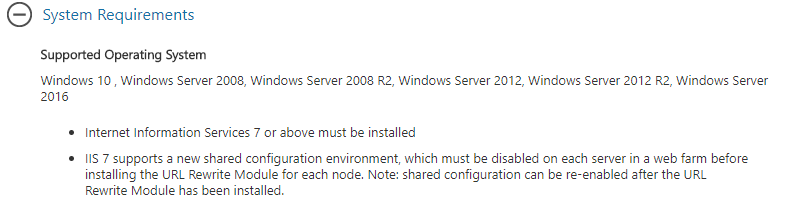 System Requirements
Supported Operating System
Windows 10 , Windows Server 2008, Windows Server 2008 R2, Windows Server 2012, Windows Server 2012 R2, Windows Server
2016
• Internet Information Services 7 or above must be installed
• IIS 7 supports a new shared configuration environment, which must be disabled on each server in a web farm before
installing the URL Rewrite Module for each node. Note: shared configuration can be re-enabled after the URL
Rewrite Module has been installed.